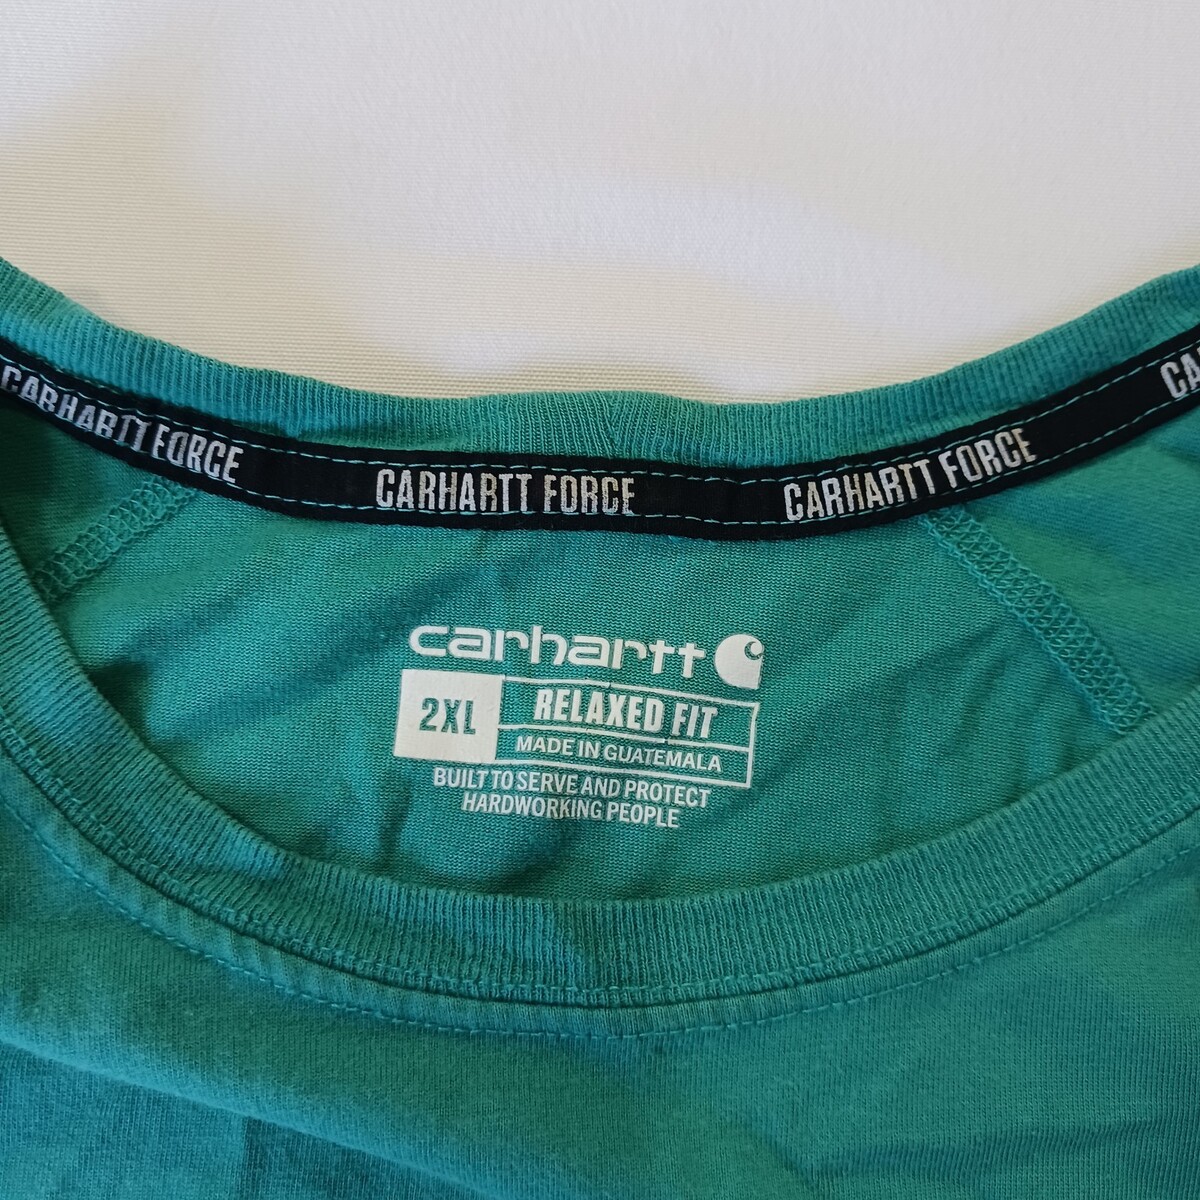 CARHARTT FORCE
CARHARTT FORCE
CARHARTT FORCE
CA
carhartt
2XL
RELAXED FIT
MADE IN GUATEMALA
BUILT TO SERVE AND PROTECT
HARDWORKING PEOPLE